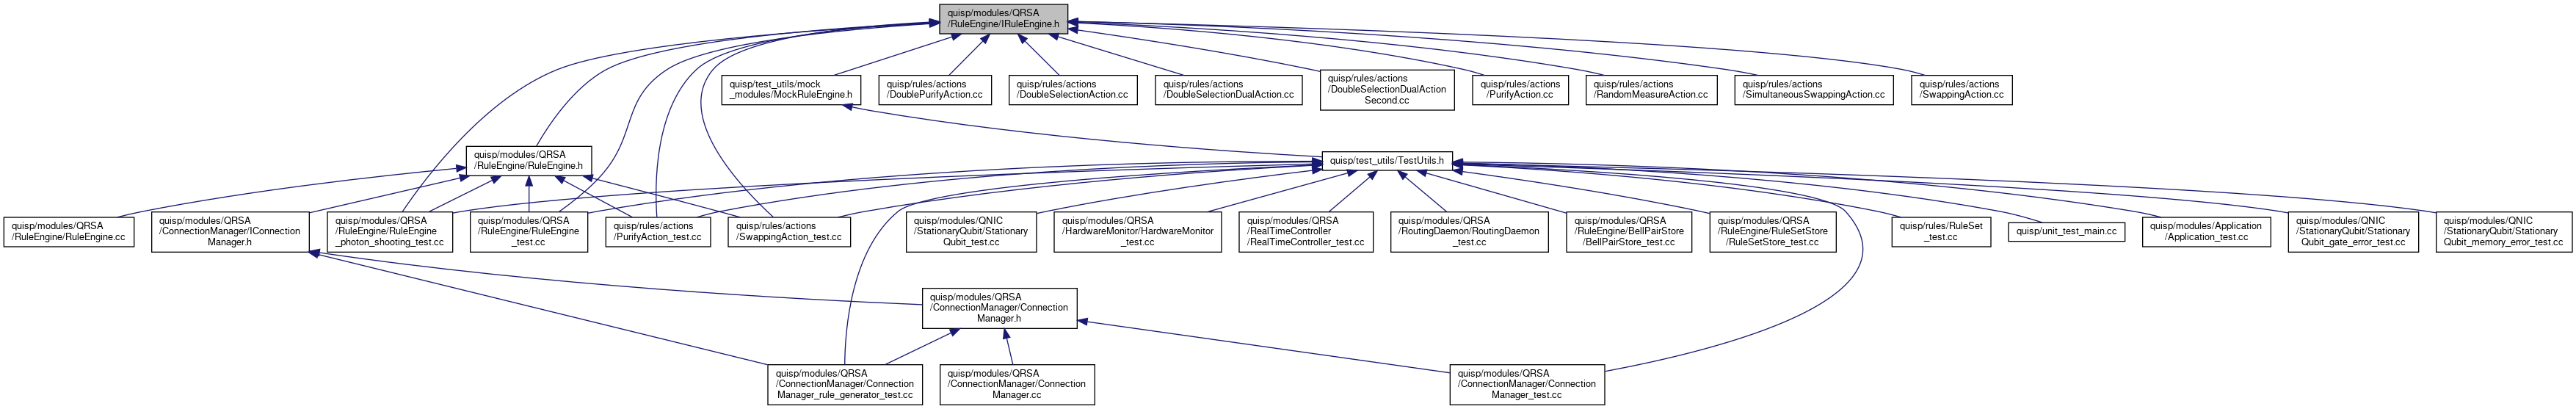 quisp/modules/QRSA
/RuleEngine/IRuleEngine.h
quisp/test_utils/mock
_modules/MockRuleEngine.h
quisp/rules/actions
/DoublePurifyAction.cc
quisp/rules/actions
/DoubleSelectionAction.cc
quisp/rules/actions
/DoubleSelectionDualAction.cc
quisp/rules/actions
/DoubleSelectionDualAction
Second.cc
quisp/rules/actions
/PurifyAction.cc
quisp/rules/actions
/RandomMeasureAction.cc
quisp/rules/actions
/SimultaneousSwappingAction.cc
quisp/rules/actions
/SwappingAction.cc
quisp/modules/QRSA
/RuleEngine/RuleEngine.h
quisp/test_utils/TestUtils.h
quisp/modules/QRSA
/RuleEngine/RuleEngine.cc
quisp/modules/QRSA
/ConnectionManager/IConnection
Manager.h
quisp/modules/QRSA
/RuleEngine/RuleEngine
_photon_shooting_test.cc
quisp/modules/QRSA
/RuleEngine/RuleEngine
_test.cc
quisp/rules/actions
/PurifyAction_test.cc
quisp/rules/actions
/SwappingAction_test.cc
quisp/modules/QNIC
/StationaryQubit/Stationary
Qubit_test.cc
quisp/modules/QRSA
/HardwareMonitor/HardwareMonitor
_test.cc
quisp/modules/QRSA
/RealTimeController
/RealTimeController_test.cc
quisp/modules/QRSA
/RoutingDaemon/RoutingDaemon
_test.cc
quisp/modules/QRSA
/RuleEngine/BellPairStore
/BellPairStore_test.cc
quisp/modules/QRSA
/RuleEngine/RuleSetStore
/RuleSetStore_test.cc
quisp/rules/RuleSet
_test.cc
quisp/unit_test_main.cc
quisp/modules/Application
/Application_test.cc
quisp/modules/QNIC
/StationaryQubit/Stationary
Qubit_gate_error_test.cc
quisp/modules/QNIC
/StationaryQubit/Stationary
Qubit_memory_error_test.cc
quisp/modules/QRSA
/ConnectionManager/Connection
Manager.h
quisp/modules/QRSA
/ConnectionManager/Connection
Manager_rule_generator_test.cc
quisp/modules/QRSA
/ConnectionManager/Connection
Manager.cc
quisp/modules/QRSA
/ConnectionManager/Connection
Manager_test.cc